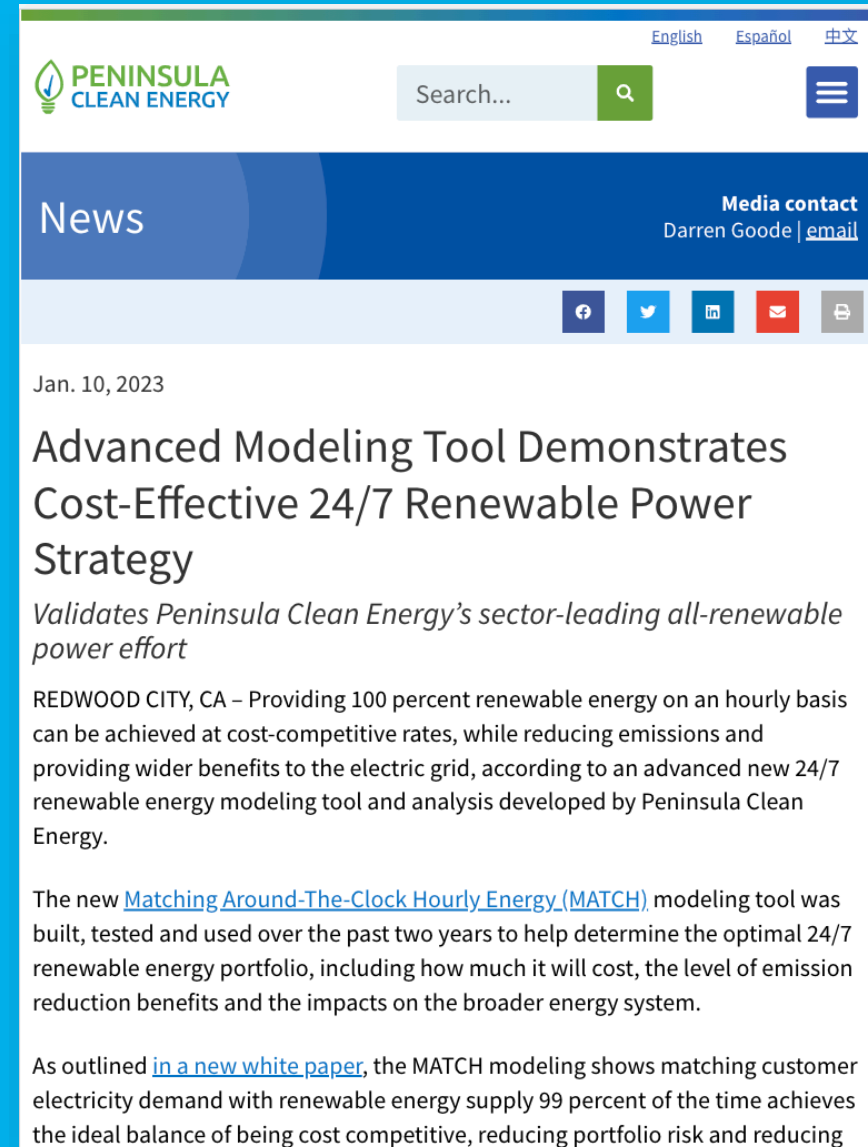 English Español 中文
PENINSULA
CLEAN ENERGY
Search...
News
Media contact
Darren Goode | email
Jan. 10, 2023
Advanced Modeling Tool Demonstrates
Cost-Effective 24/7 Renewable Power
Strategy
Validates Peninsula Clean Energy’s sector-leading all-renewable
power effort
REDWOOD CITY, CA – Providing 100 percent renewable energy on an hourly basis
can be achieved at cost-competitive rates, while reducing emissions and
providing wider benefits to the electric grid, according to an advanced new 24/7
renewable energy modeling tool and analysis developed by Peninsula Clean
Energy.
The new Matching Around-The-Clock Hourly Energy (MATCH) modeling tool was
built, tested and used over the past two years to help determine the optimal 24/7
renewable energy portfolio, including how much it will cost, the level of emission
reduction benefits and the impacts on the broader energy system.
As outlined in a new white paper, the MATCH modeling shows matching customer
electricity demand with renewable energy supply 99 percent of the time achieves
the ideal balance of being cost competitive, reducing portfolio risk and reducing